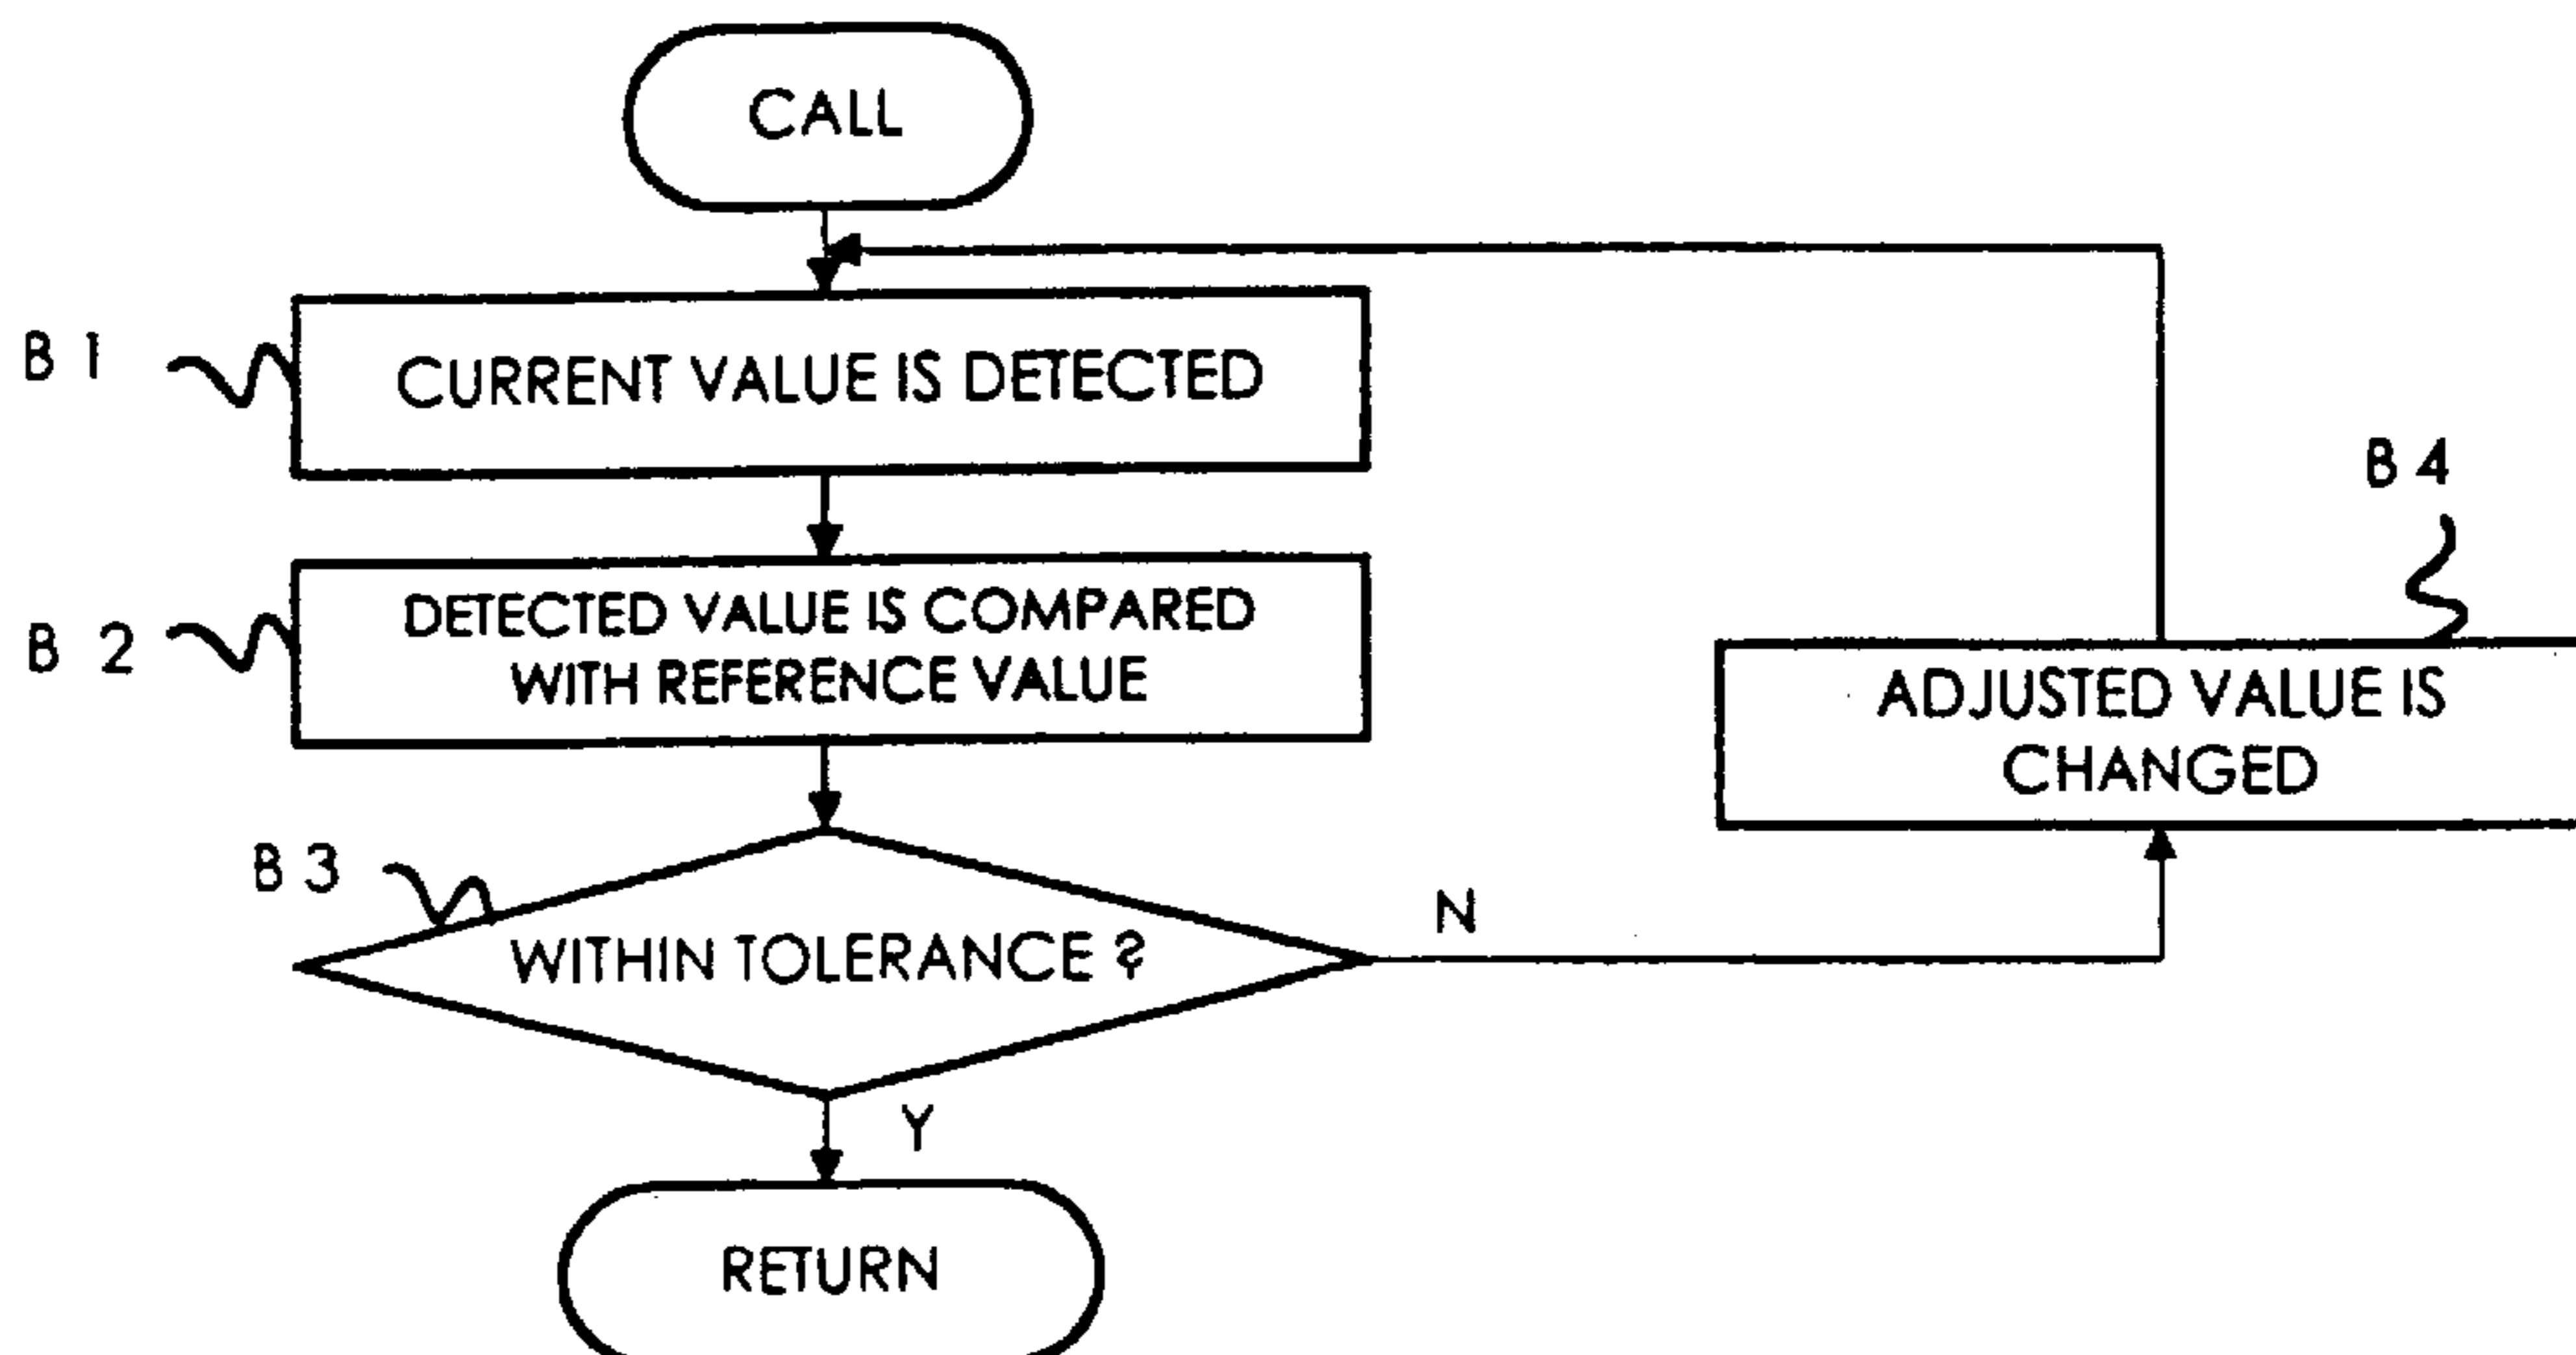 CALL
B 1
CURRENT VALUE IS DETECTED
B 4
B 2
DETECTED VALUE IS COMPARED
WITH REFERENCE VALUE
ADJUSTED VALUE IS
CHANGED
B 3
WITHIN TOLERANCE ?
N
Y
RETURN